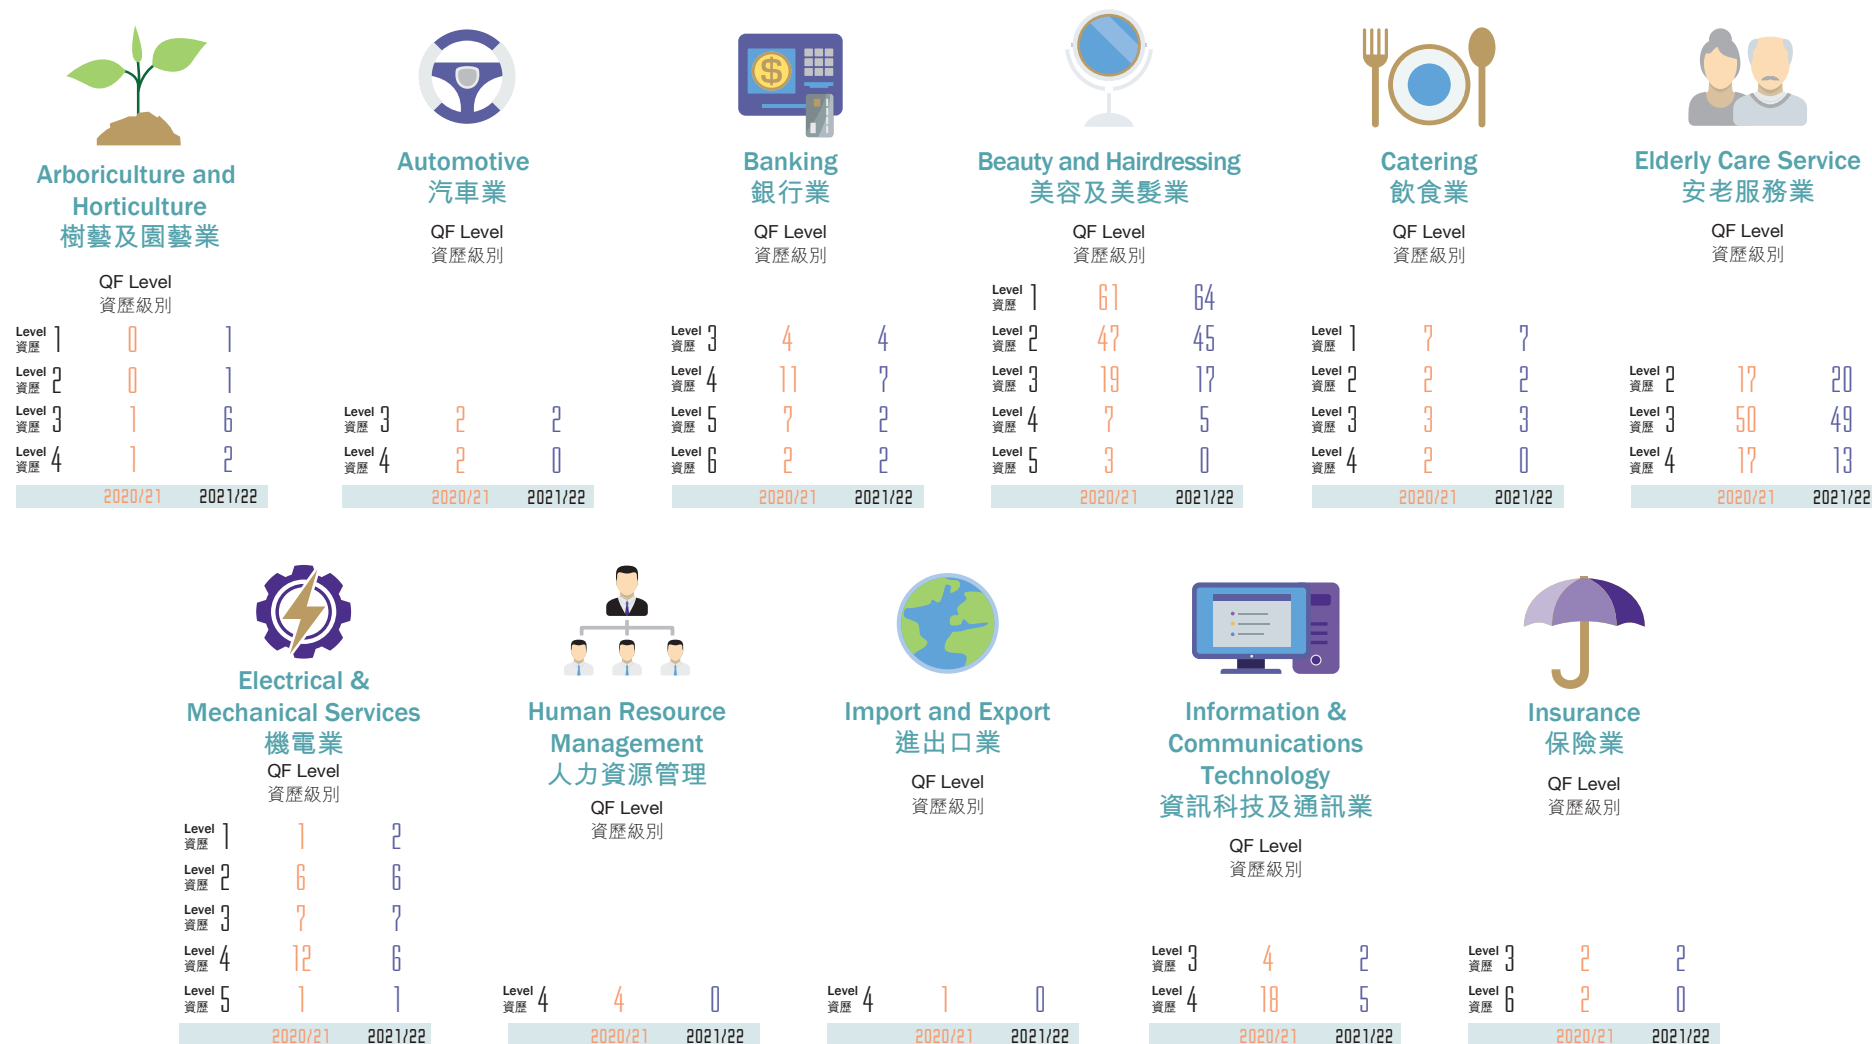 Arboriculture and
Horticulture
樹藝及園藝業
QF Level
資歷級別
Level 資歷 1 0 1
Level 資歷 2 0 1
Level 資歷 3 1 6
Level 資歷 4 1 2
2020/21 2021/22
Automotive
汽車業
QF Level
資歷級別
Level 資歷 3 2 2
Level 資歷 4 2 0
2020/21 2021/22
Banking
銀行業
QF Level
資歷級別
Level 資歷 3 4 4
Level 資歷 4 11 7
Level 資歷 5 7 2
Level 資歷 6 2 2
2020/21 2021/22
Beauty and Hairdressing
美容及美髮業
QF Level
資歷級別
Level 資歷 1 61 64
Level 資歷 2 47 45
Level 資歷 3 19 17
Level 資歷 4 7 5
Level 資歷 5 3 0
2020/21 2021/22
Catering
飲食業
QF Level
資歷級別
Level 資歷 1 7 7
Level 資歷 2 2 2
Level 資歷 3 3 3
Level 資歷 4 2 0
2020/21 2021/22
Elderly Care Service
安老服務業
QF Level
資歷級別
Level 資歷 2 17 20
Level 資歷 3 50 49
Level 資歷 4 17 13
2020/21 2021/22
Electrical &
Mechanical Services
機電業
QF Level
資歷級別
Level 資歷 1 1 2
Level 資歷 2 6 6
Level 資歷 3 7 7
Level 資歷 4 12 6
Level 資歷 5 1 1
2020/21 2021/22
Human Resource
Management
人力資源管理
QF Level
資歷級別
Level 資歷 4 4 0
2020/21 2021/22
Import and Export
進出口業
QF Level
資歷級別
Level 資歷 4 1 0
2020/21 2021/22
Information &
Communications
Technology
資訊科技及通訊業
QF Level
資歷級別
Level 資歷 3 4 2
Level 資歷 4 18 5
2020/21 2021/22
Insurance
保險業
QF Level
資歷級別
Level 資歷 3 2 2
Level 資歷 6 2 0
2020/21 2021/22